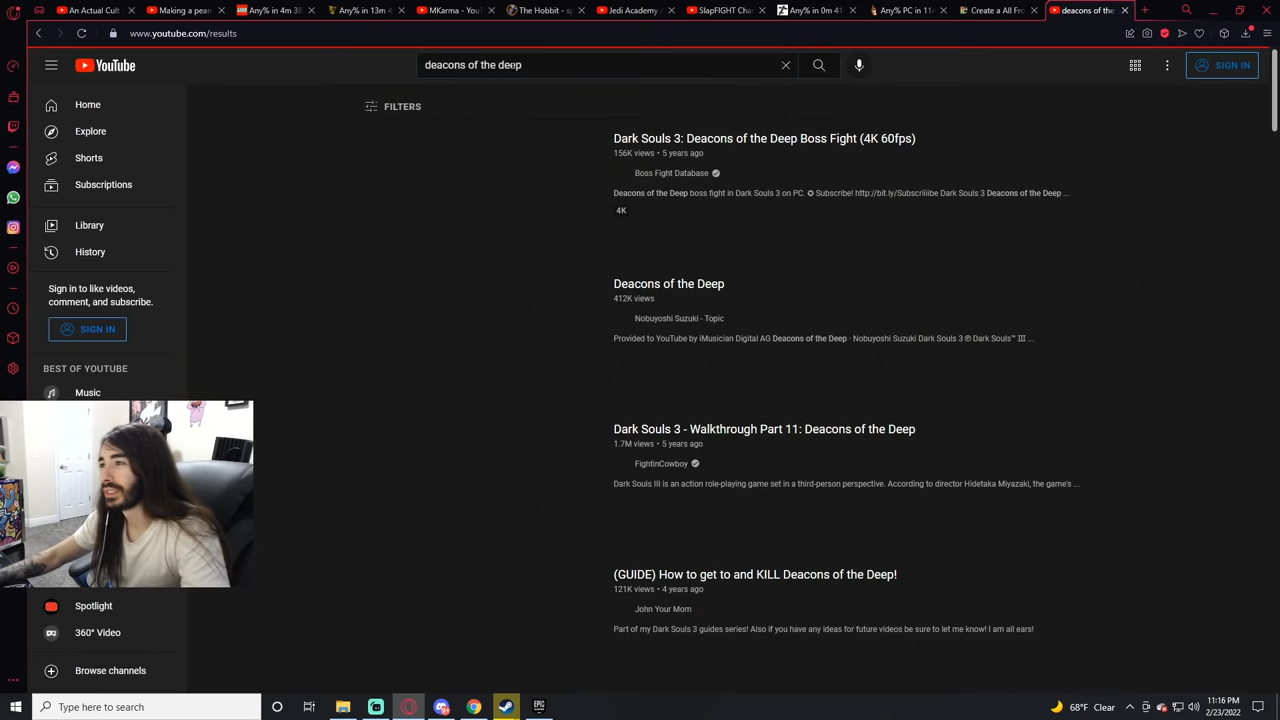 An Actual Cult
Making a pean
Any% in 4m 38
Any% in 13m 4
MKarma - YouT
The Hobbit - sp
Jedi Academy
SlapFIGHT Char
Any% in 0m 41
Any% PC in 11m
Create a All Fro
deacons of the
www.youtube.com/results
YouTube
deacons of the deep
SIGN IN
Home
Explore
Shorts
Subscriptions
Library
History
Sign in to like videos,
comment, and subscribe.
SIGN IN
BEST OF YOUTUBE
Music
Spotlight
360° Video
Browse channels
FILTERS
Dark Souls 3: Deacons of the Deep Boss Fight (4K 60fps)
156K views • 5 years ago
Boss Fight Database
Deacons of the Deep boss fight in Dark Souls 3 on PC. ✪ Subscribe! http://bit.ly/Subscriiiibe Dark Souls 3 Deacons of the Deep ...
4K
Deacons of the Deep
412K views
Nobuyoshi Suzuki - Topic
Provided to YouTube by iMusician Digital AG Deacons of the Deep · Nobuyoshi Suzuki Dark Souls 3 ℗ Dark Souls™ III ...
Dark Souls 3 - Walkthrough Part 11: Deacons of the Deep
1.7M views • 5 years ago
FightinCowboy
Dark Souls III is an action role-playing game set in a third-person perspective. According to director Hidetaka Miyazaki, the game's ...
(GUIDE) How to get to and KILL Deacons of the Deep!
121K views • 4 years ago
John Your Mom
Part of my Dark Souls 3 guides series! Also if you have any ideas for future videos be sure to let me know! I am all ears!
Type here to search
EPIC
68°F Clear
11:16 PM
2/23/2022